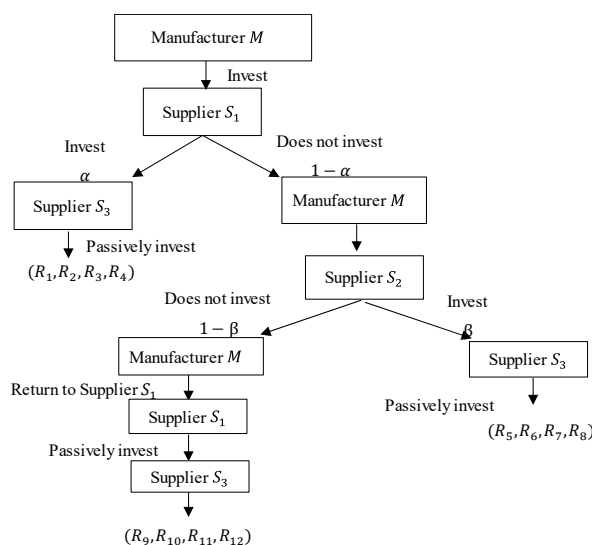 Manufacturer M
Invest
Supplier S₁
Invest
Does not invest
α
1 − α
Supplier S₃
Manufacturer M
Passively invest
(R₁,R₂,R₃,R₄)
Supplier S₂
Does not invest
Invest
1 − β
β
Manufacturer M
Supplier S₃
Return to Supplier S₁
Supplier S₁
Passively invest
(R₅,R₆,R₇,R₈)
Passively invest
Supplier S₃
(R₉,R₁₀,R₁₁,R₁₂)